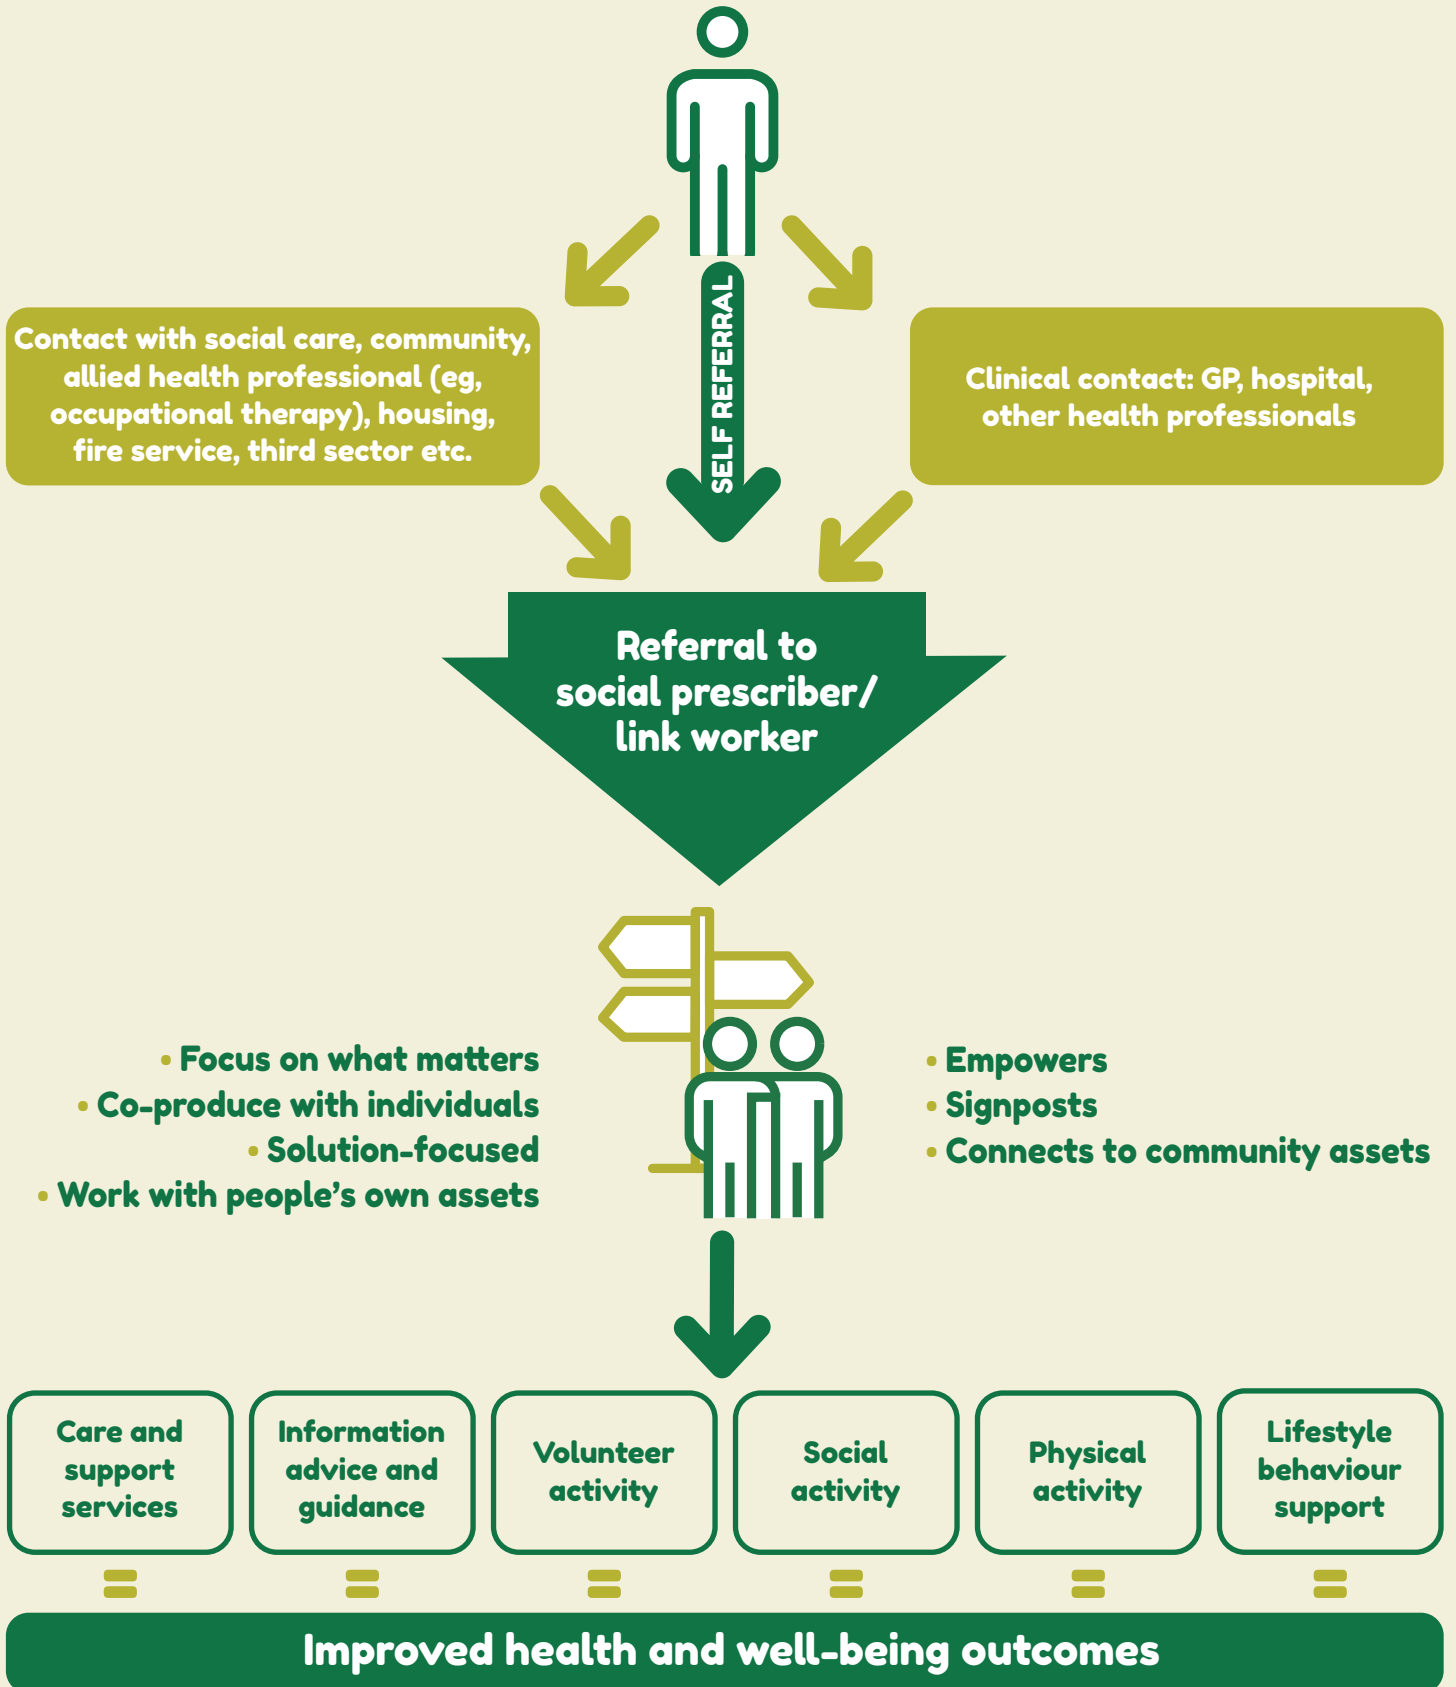 SELF REFERRAL
Contact with social care, community,
allied health professional (eg,
occupational therapy), housing,
fire service, third sector etc.
Clinical contact: GP, hospital,
other health professionals
Referral to
social prescriber/
link worker
• Focus on what matters
• Co-produce with individuals
• Solution-focused
• Work with people’s own assets
• Empowers
• Signposts
• Connects to community assets
Care and
support
services
Information
advice and
guidance
Volunteer
activity
Social
activity
Physical
activity
Lifestyle
behaviour
support
=
=
=
=
=
=
Improved health and well-being outcomes